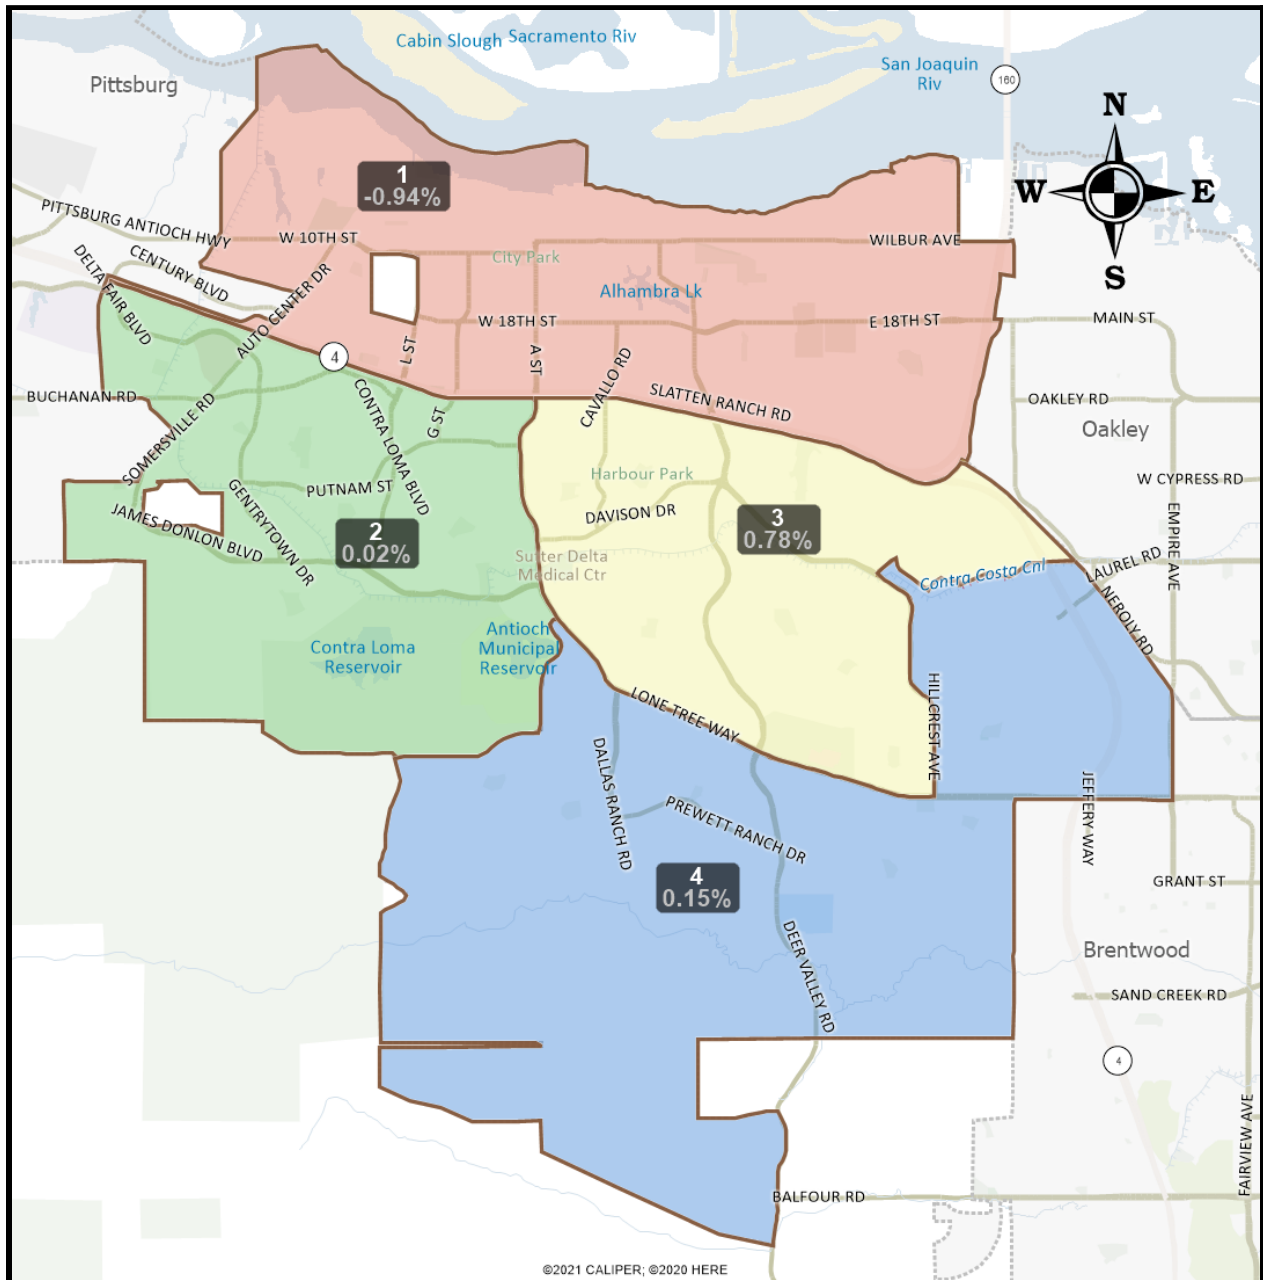 Cabin Slough
Sacramento Riv
San Joaquin
Riv
160
Pittsburg
N
W
E
S
1
-0.94%
PITTSBURG ANTIOCH HWY
W 10TH ST
WILBUR AVE
City Park
CENTURY BLVD
DELTA FAIR BLVD
AUTO CENTER DR
Alhambra Lk
W 18TH ST
E 18TH ST
MAIN ST
4
L ST
A ST
CAVALLO RD
SLATTEN RANCH RD
BUCHANAN RD
OAKLEY RD
CONTRA LOMA BLVD
G ST
Oakley
SOMERSVILLE RD
Harbour Park
W CYPRESS RD
GENTRYTOWN DR
PUTNAM ST
DAVISON DR
JAMES DONLON BLVD
2
0.02%
3
0.78%
EMPIRE AVE
Sutter Delta
Medical Ctr
Contra Costa Cnl
LAUREL RD
NEROLY RD
Contra Loma
Reservoir
Antioch
Municipal
Reservoir
LONE TREE WAY
HILLCREST AVE
DALLAS RANCH RD
PREWETT RANCH DR
JEFFERY WAY
4
0.15%
GRANT ST
DEER VALLEY RD
Brentwood
SAND CREEK RD
4
FAIRVIEW AVE
BALFOUR RD
©2021 CALIPER; ©2020 HERE